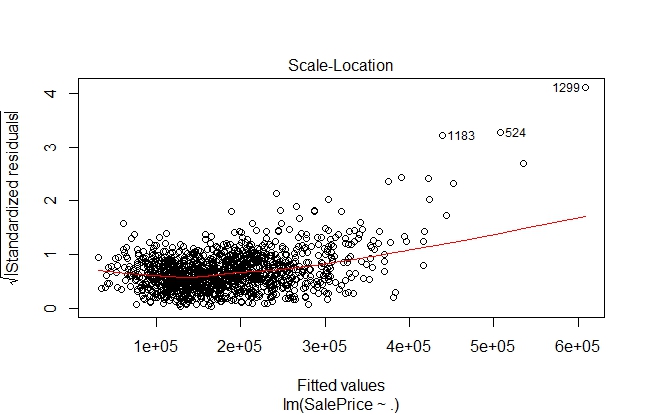 Scale-Location
√|Standardized residuals|
4
3
2
1
0
1299
1183
524
1e+05 2e+05 3e+05 4e+05 5e+05 6e+05
Fitted values
lm(SalePrice ~ .)